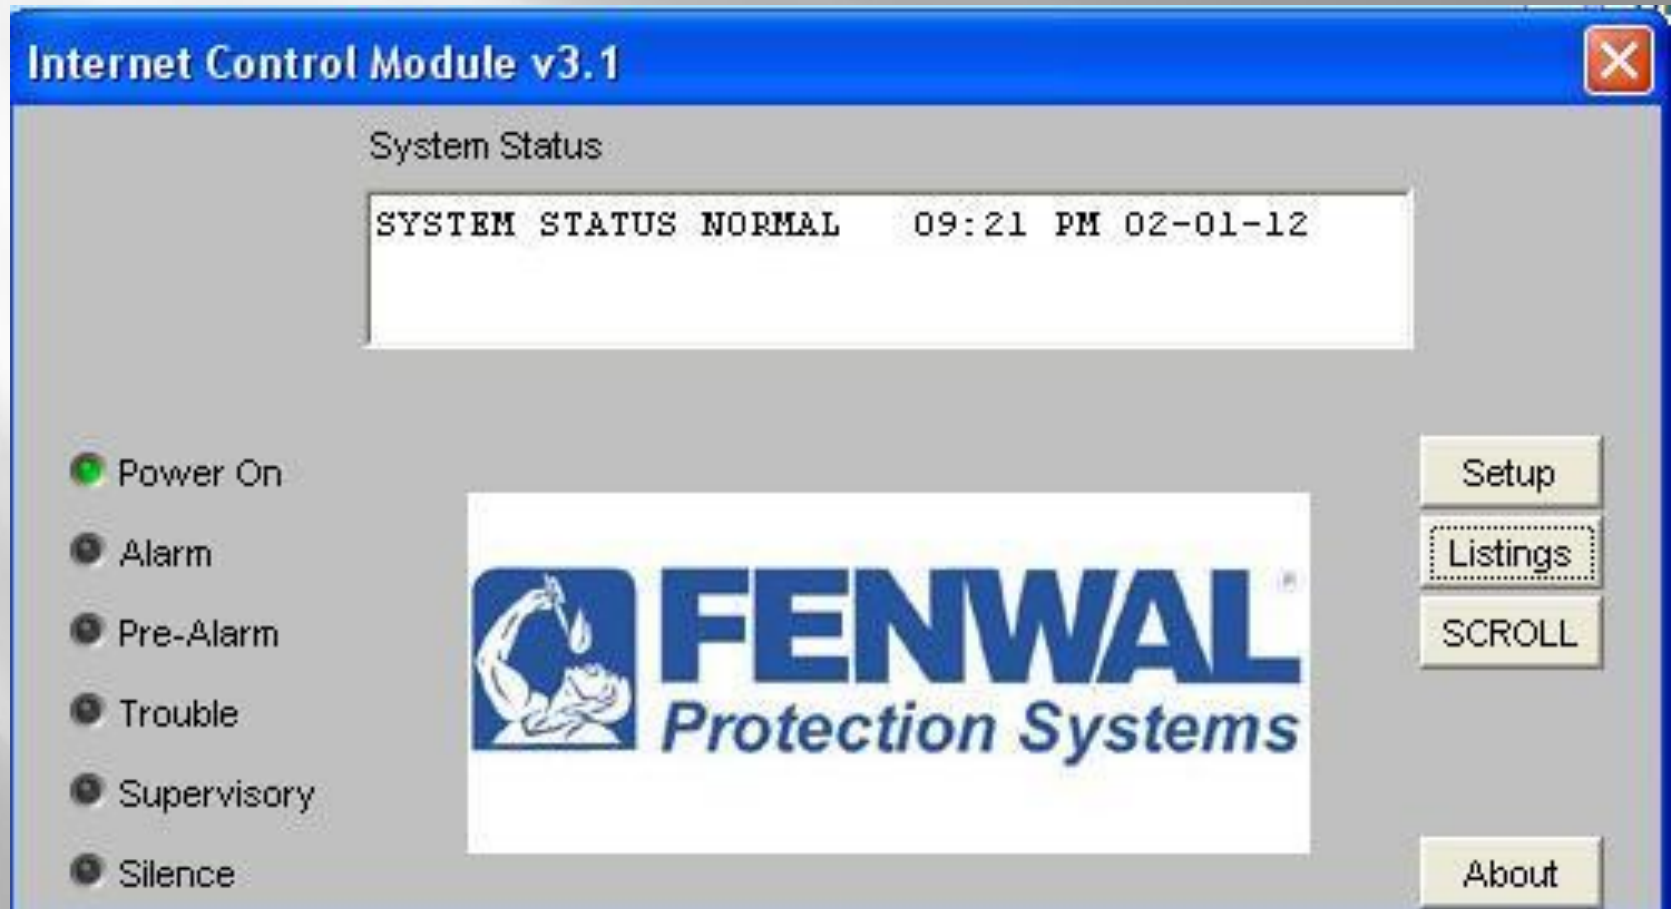 Internet Control Module v3.1
System Status
SYSTEM STATUS NORMAL   09:21 PM 02-01-12
Power On
Alarm
Pre-Alarm
Trouble
Supervisory
Silence
FENWAL®
Protection Systems
Setup
Listings
SCROLL
About